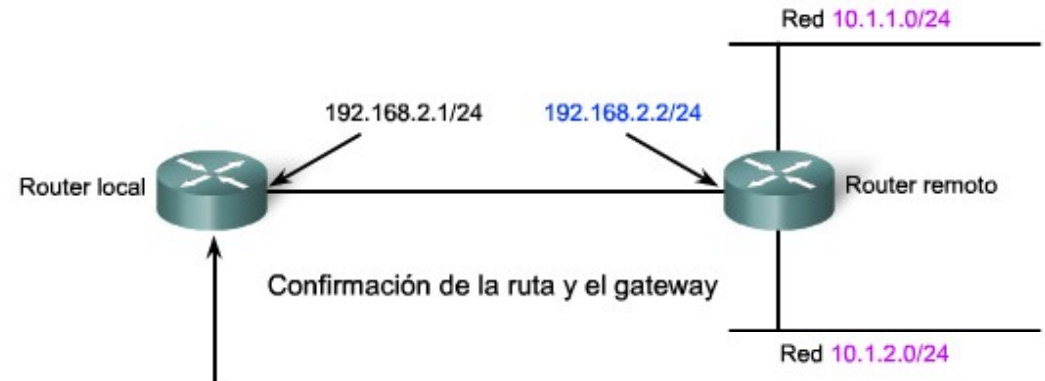 Red 10.1.1.0/24
192.168.2.1/24
192.168.2.2/24
Router local
Router remoto
Confirmación de la ruta y el gateway
Red 10.1.2.0/24